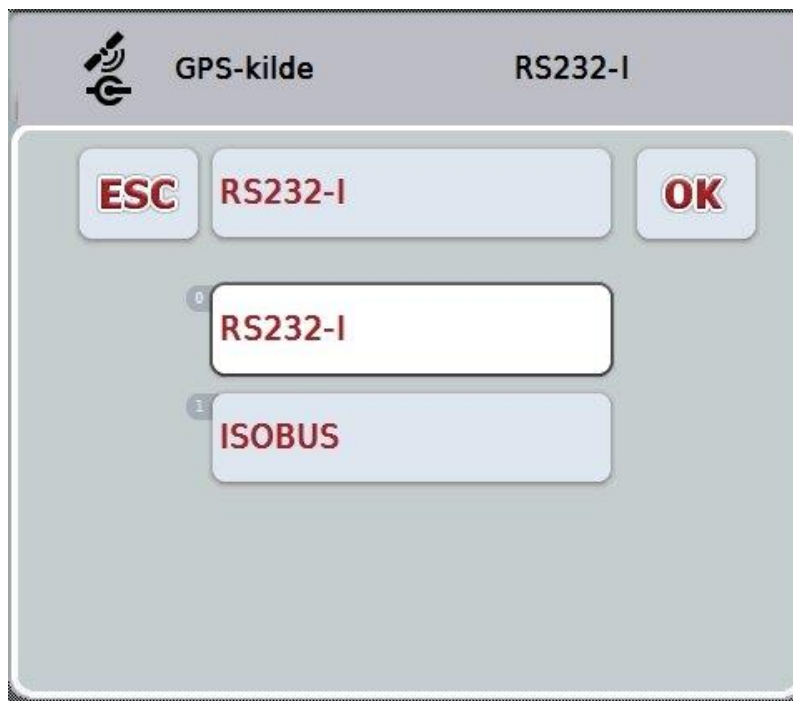 GPS-kilde RS232-I
ESC RS232-I OK
0
RS232-I
1
ISOBUS